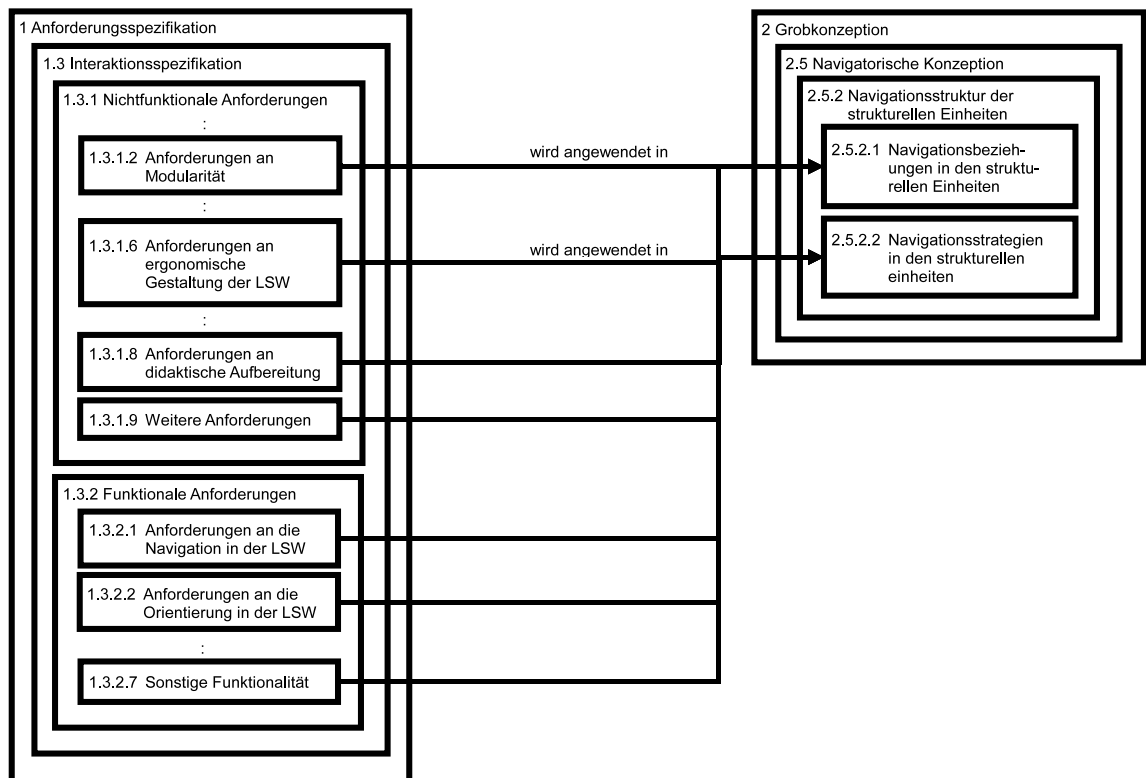 1 Anforderungsspezifikation
1.3 Interaktionsspezifikation
1.3.1 Nichtfunktionale Anforderungen
:
1.3.1.2 Anforderungen an
Modularität
:
1.3.1.6 Anforderungen an
ergonomische
Gestaltung der LSW
:
1.3.1.8 Anforderungen an
didaktische Aufbereitung
1.3.1.9 Weitere Anforderungen
1.3.2 Funktionale Anforderungen
1.3.2.1 Anforderungen an die
Navigation in der LSW
1.3.2.2 Anforderungen an die
Orientierung in der LSW
:
1.3.2.7 Sonstige Funktionalität
wird angewendet in
wird angewendet in
2 Grobkonzeption
2.5 Navigatorische Konzeption
2.5.2 Navigationsstruktur der
strukturellen Einheiten
2.5.2.1 Navigationsbezieh-
ungen in den struktu-
rellen Einheiten
2.5.2.2 Navigationsstrategien
in den strukturellen
einheiten